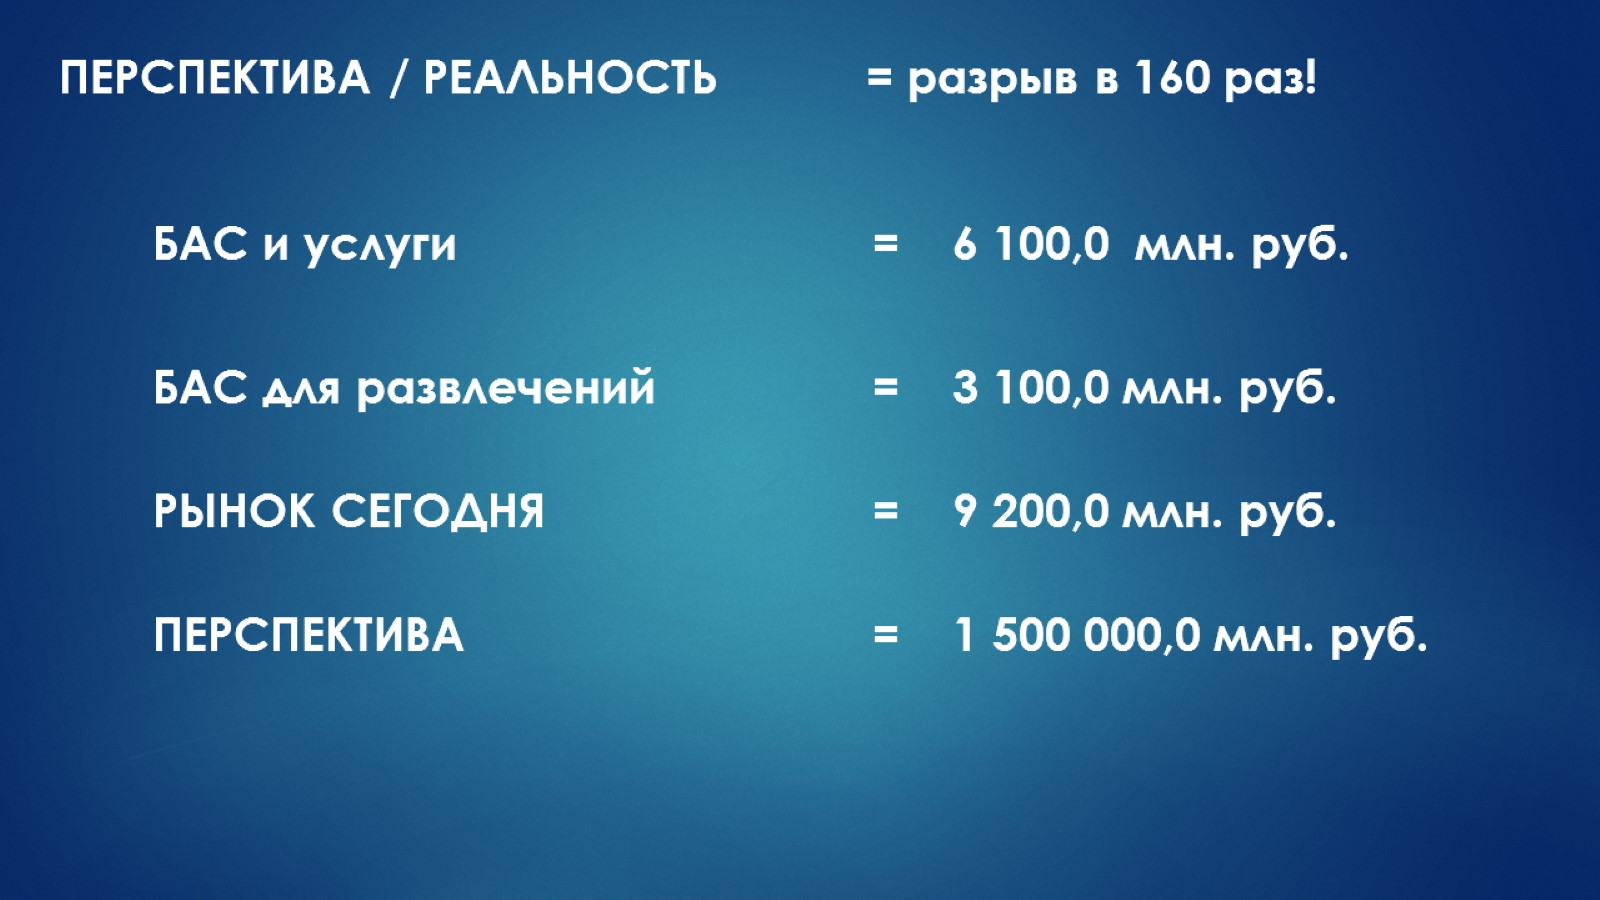 ПЕРСПЕКТИВА / РЕАЛЬНОСТЬ = разрыв в 160 раз!
БАС и услуги = 6 100,0 млн. руб.
БАС для развлечений = 3 100,0 млн. руб.
РЫНОК СЕГОДНЯ = 9 200,0 млн. руб.
ПЕРСПЕКТИВА = 1 500 000,0 млн. руб.